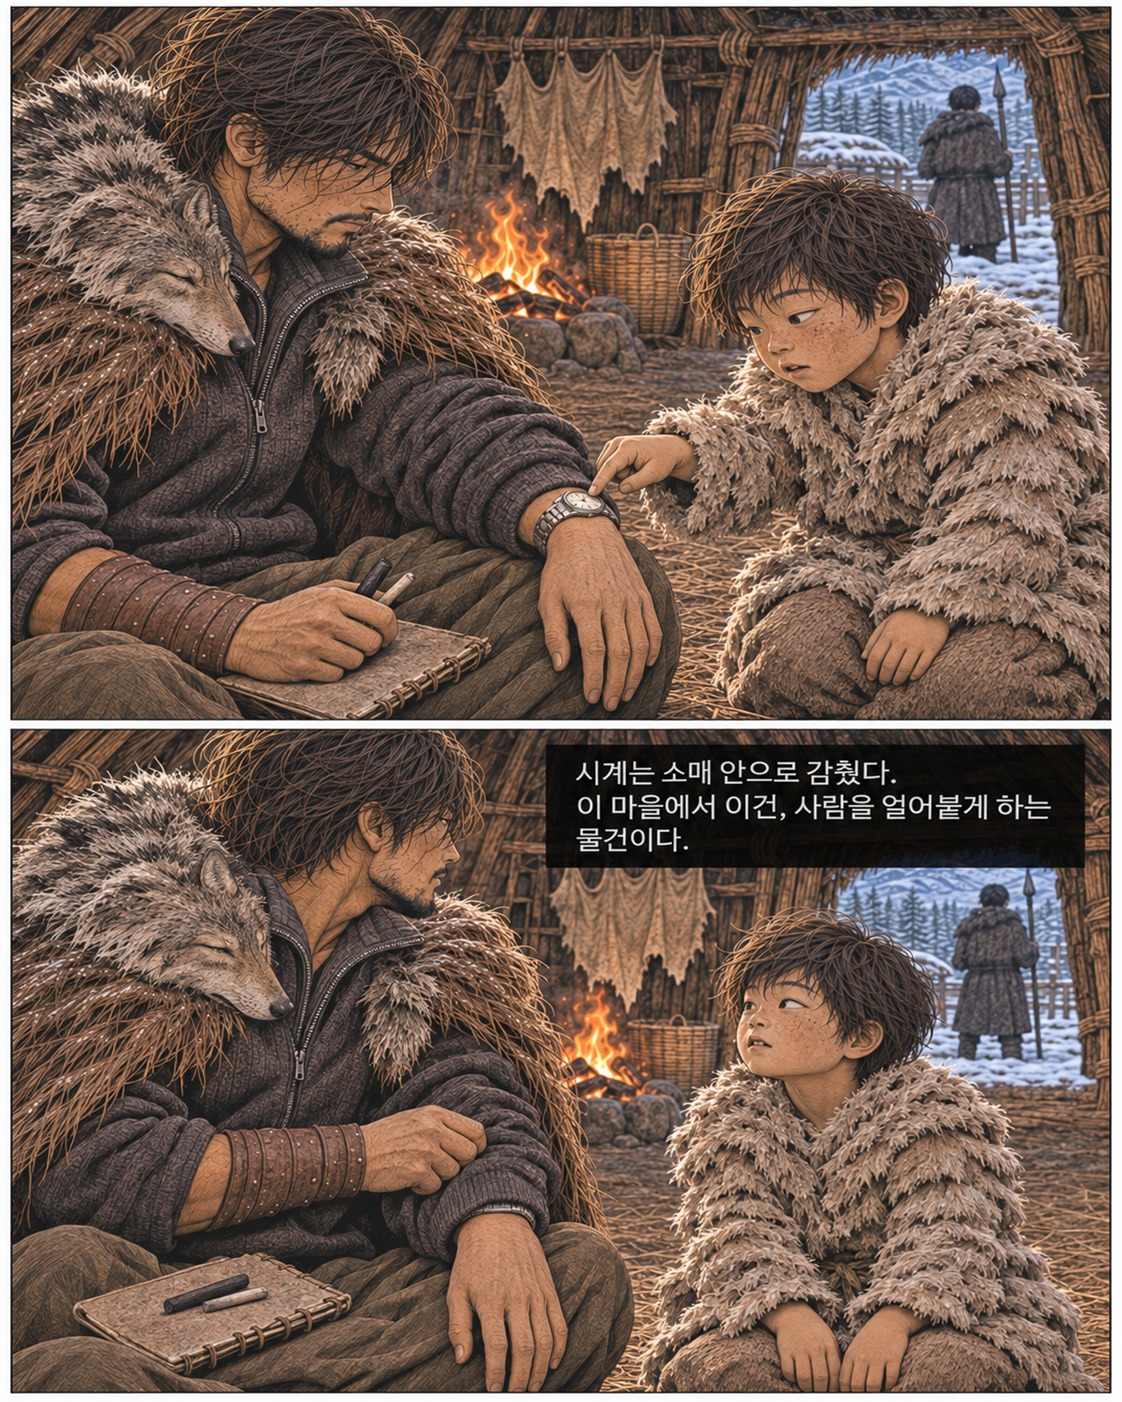 시계는 소매 안으로 감췄다.
이 마을에서 이건, 사람을 얼어붙게 하는
물건이다.